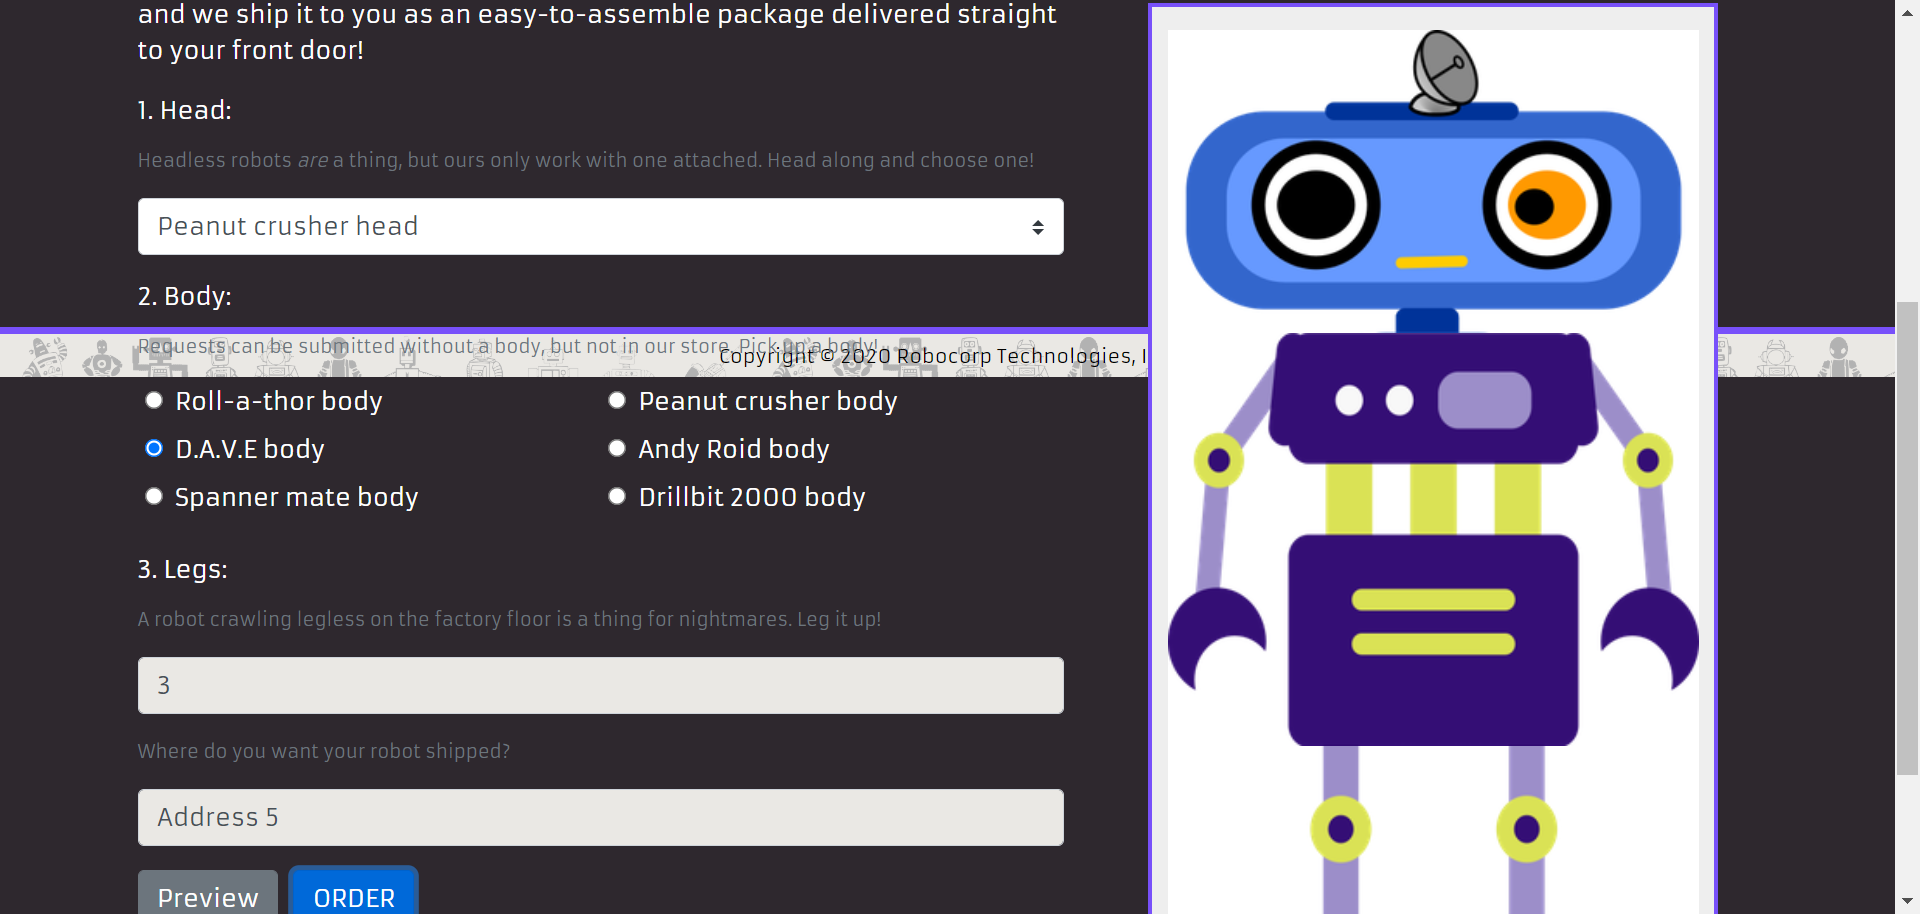 and we ship it to you as an easy-to-assemble package delivered straight
to your front door!
1. Head:
Headless robots are a thing, but ours only work with one attached. Head along and choose one!
Peanut crusher head
2. Body:
Requests can be submitted without a body, but not in our store. Pick up a body!
Copyright © 2020 Robocorp Technologies, I
Roll-a-thor body
Peanut crusher body
D.A.V.E body
Andy Roid body
Spanner mate body
Drillbit 2000 body
3. Legs:
A robot crawling legless on the factory floor is a thing for nightmares. Leg it up!
3
Where do you want your robot shipped?
Address 5
Preview
ORDER